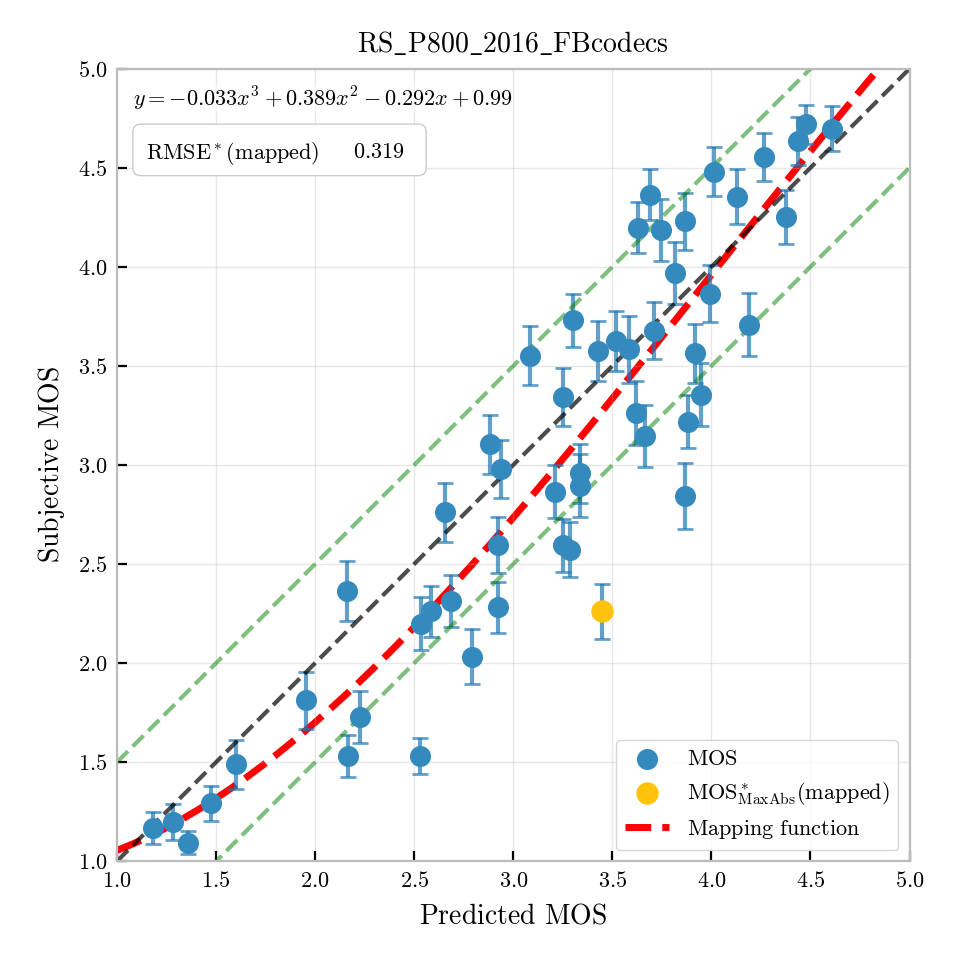 RS_P800_2016_FBcodecs
5.0
y = −0.033x³ + 0.389x² − 0.292x + 0.99
RMSE*(mapped) 0.319
4.5
4.0
3.5
3.0
2.5
2.0
1.5
1.0
Subjective MOS
MOS
MOS*MaxAbs(mapped)
Mapping function
1.0 1.5 2.0 2.5 3.0 3.5 4.0 4.5 5.0
Predicted MOS